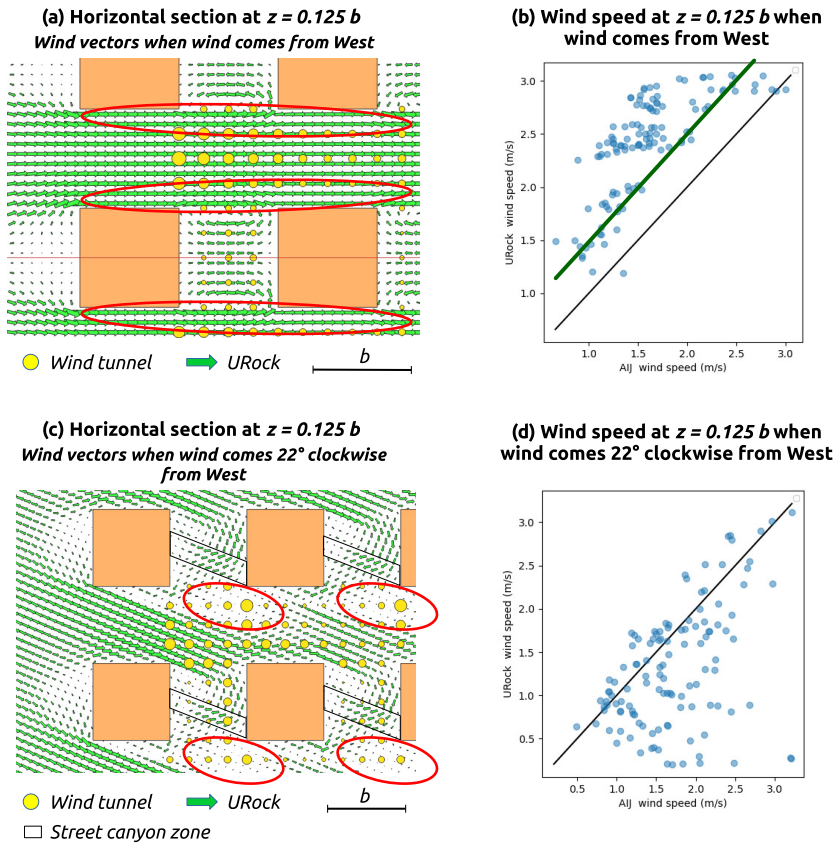 (a) Horizontal section at z = 0.125 b
Wind vectors when wind comes from West
Wind tunnel
URock
b
(b) Wind speed at z = 0.125 b when
wind comes from West
URock wind speed (m/s)
3.0
2.5
2.0
1.5
1.0
1.0 1.5 2.0 2.5 3.0
AIJ wind speed (m/s)
(c) Horizontal section at z = 0.125 b
Wind vectors when wind comes 22° clockwise
from West
Wind tunnel
URock
b
Street canyon zone
(d) Wind speed at z = 0.125 b when
wind comes 22° clockwise from West
URock wind speed (m/s)
3.0
2.5
2.0
1.5
1.0
0.5
0.5 1.0 1.5 2.0 2.5 3.0
AIJ wind speed (m/s)